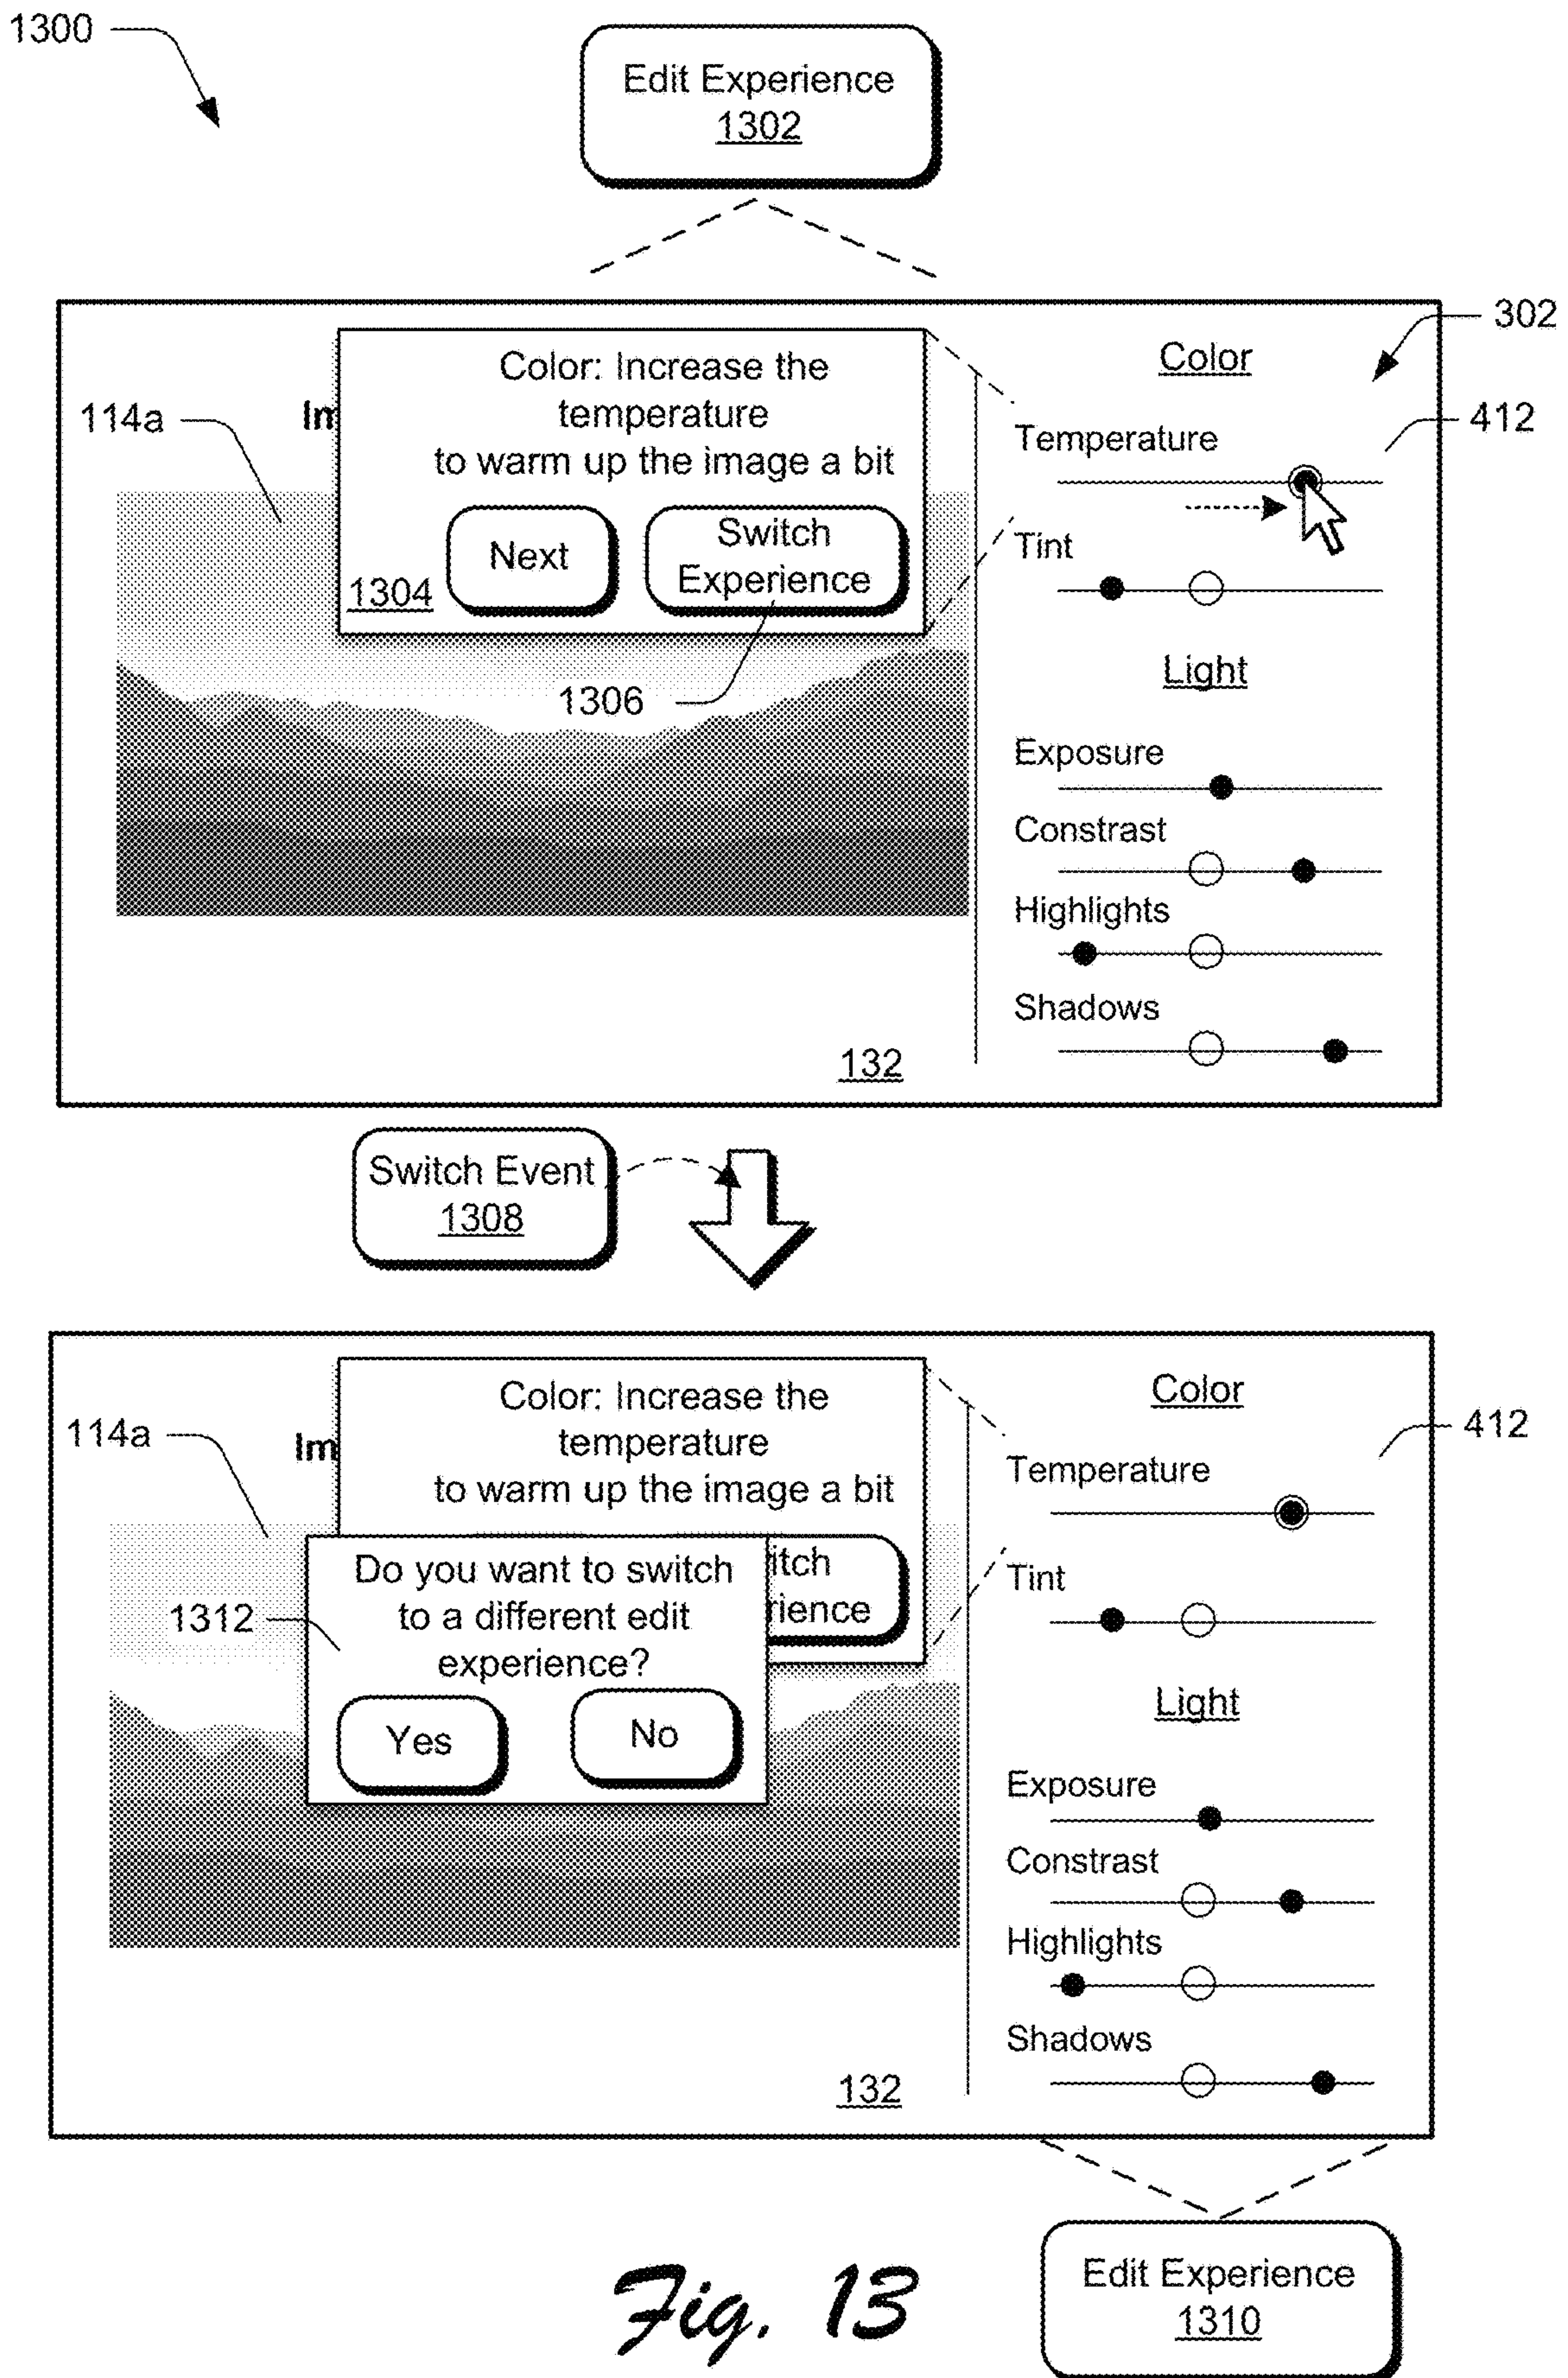 1300
Edit Experience
1302
302
Color: Increase the
temperature
to warm up the image a bit
Next
Switch
Experience
1304
1306
114a
Im
Color
412
Temperature
Tint
Light
Exposure
Constrast
Highlights
Shadows
132
Switch Event
1308
Color: Increase the
temperature
to warm up the image a bit
itch
rience
114a
Im
Do you want to switch
to a different edit
experience?
Yes
No
1312
Color
412
Temperature
Tint
Light
Exposure
Constrast
Highlights
Shadows
132
Edit Experience
1310
Fig. 13